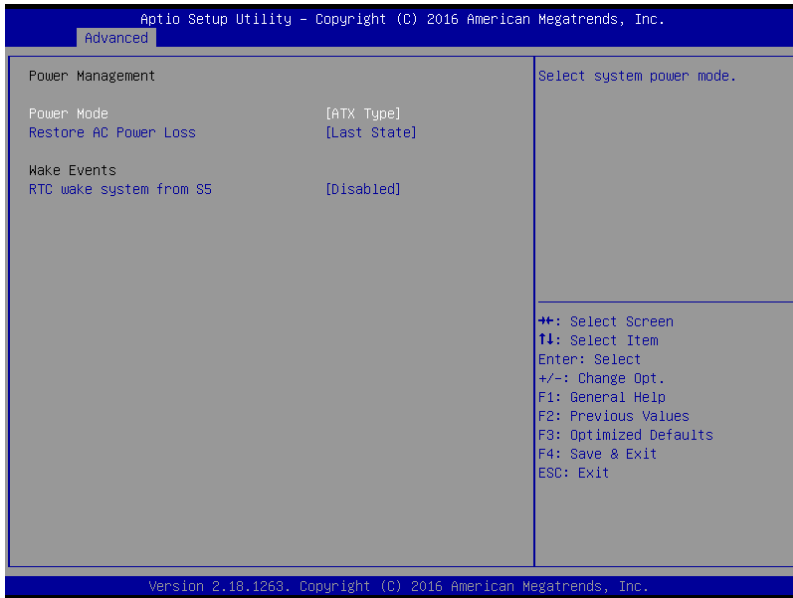 Aptio Setup Utility – Copyright (C) 2016 American Megatrends, Inc.
Advanced
Power Management
Power Mode [ATX Type]
Restore AC Power Loss [Last State]
Wake Events
RTC wake system from S5 [Disabled]
Select system power mode.
→←: Select Screen
↑↓: Select Item
Enter: Select
+/-: Change Opt.
F1: General Help
F2: Previous Values
F3: Optimized Defaults
F4: Save & Exit
ESC: Exit
Version 2.18.1263. Copyright (C) 2016 American Megatrends, Inc.